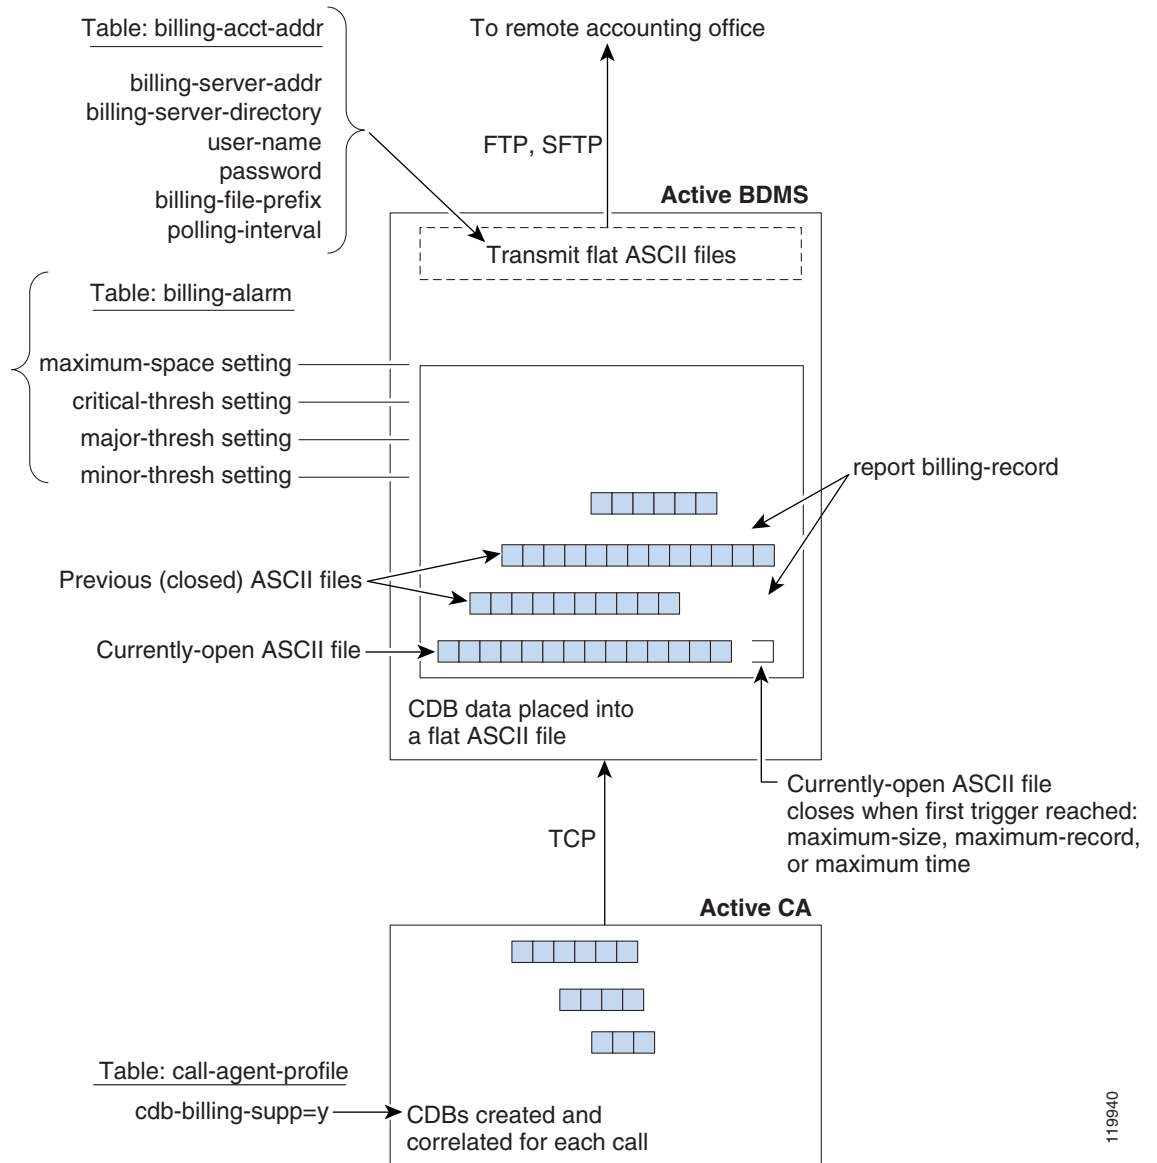 Table: billing-acct-addr
billing-server-addr
billing-server-directory
user-name
password
billing-file-prefix
polling-interval
To remote accounting office
FTP, SFTP
Active BDMS
Transmit flat ASCII files
Table: billing-alarm
maximum-space setting
critical-thresh setting
major-thresh setting
minor-thresh setting
report billing-record
Previous (closed) ASCII files
Currently-open ASCII file
CDB data placed into
a flat ASCII file
Currently-open ASCII file
closes when first trigger reached:
maximum-size, maximum-record,
or maximum time
TCP
Active CA
Table: call-agent-profile
cdb-billing-supp=y
CDBs created and
correlated for each call
119940